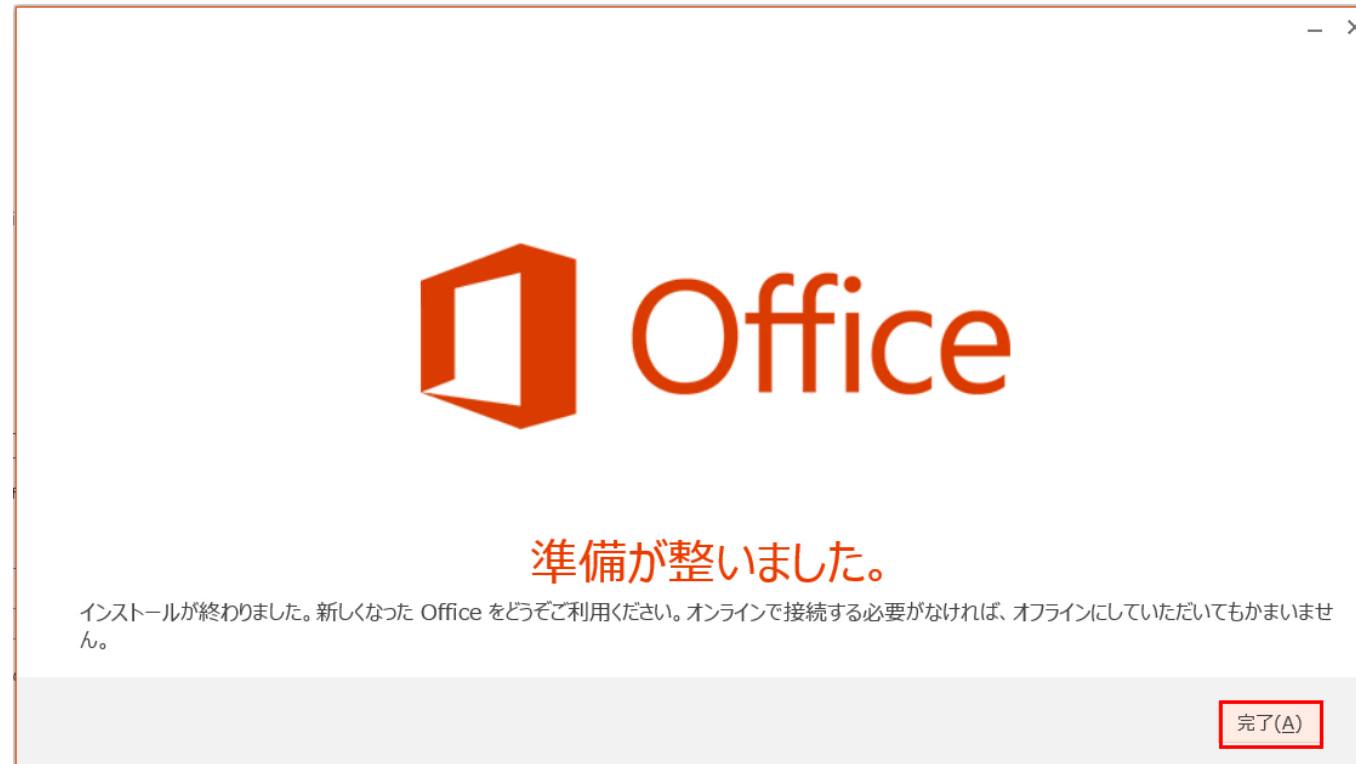 Office
準備が整いました。
インストールが終わりました。新しくなった Office をどうぞご利用ください。オンラインで接続する必要がなければ、オフラインにしていただいてもかまいませ
ん。
完了(A)